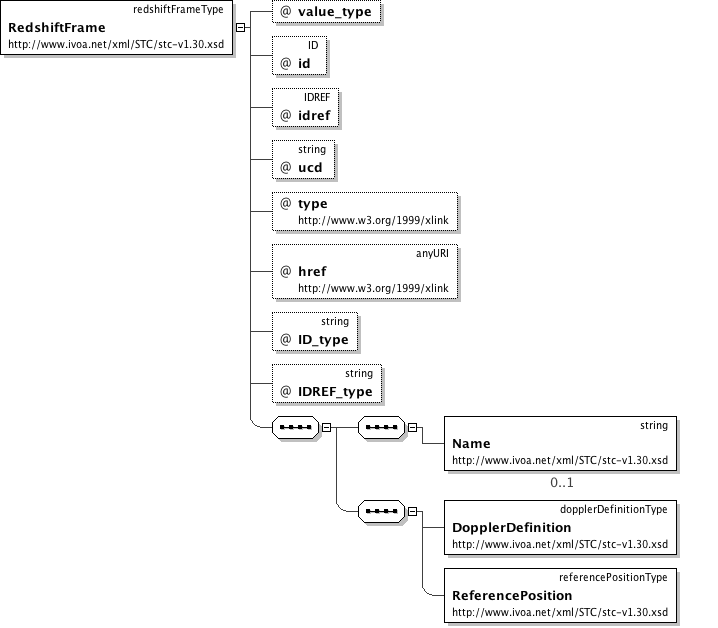 redshiftFrameType
RedshiftFrame
http://www.ivoa.net/xml/STC/stc-v1.30.xsd
@ value_type
ID
@ id
IDREF
@ idref
string
@ ucd
@ type
http://www.w3.org/1999/xlink
anyURI
@ href
http://www.w3.org/1999/xlink
string
@ ID_type
string
@ IDREF_type
string
Name
http://www.ivoa.net/xml/STC/stc-v1.30.xsd
0..1
dopplerDefinitionType
DopplerDefinition
http://www.ivoa.net/xml/STC/stc-v1.30.xsd
referencePositionType
ReferencePosition
http://www.ivoa.net/xml/STC/stc-v1.30.xsd